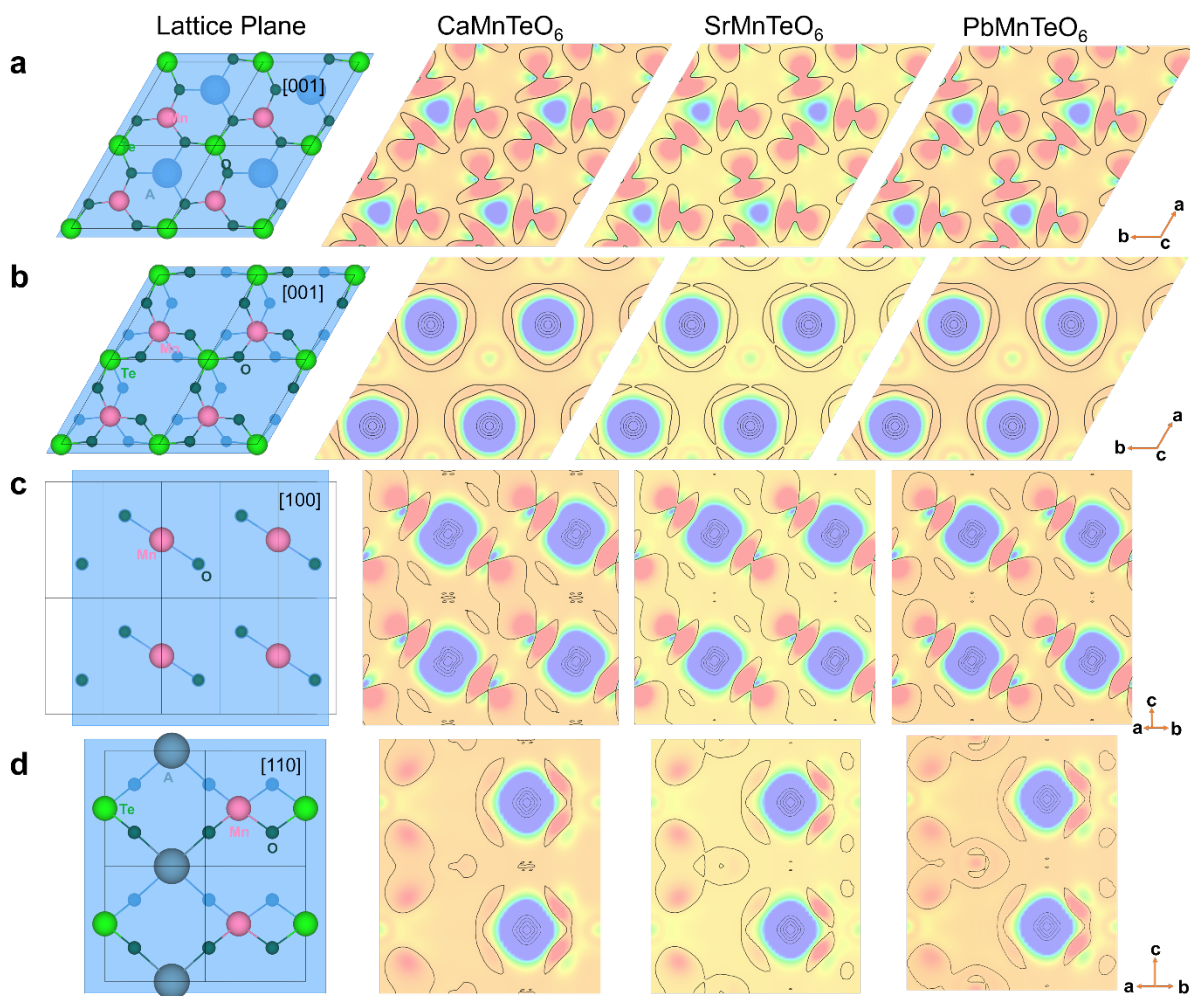 Lattice Plane CaMnTeO6 SrMnTeO6 PbMnTeO6
a
[001]
Mn
Te
O
A
a
b
c
b
[001]
Mn
Te
O
a
b
c
c
[100]
Mn
O
c
a
b
d
[110]
A
Te
Mn
O
c
a
b